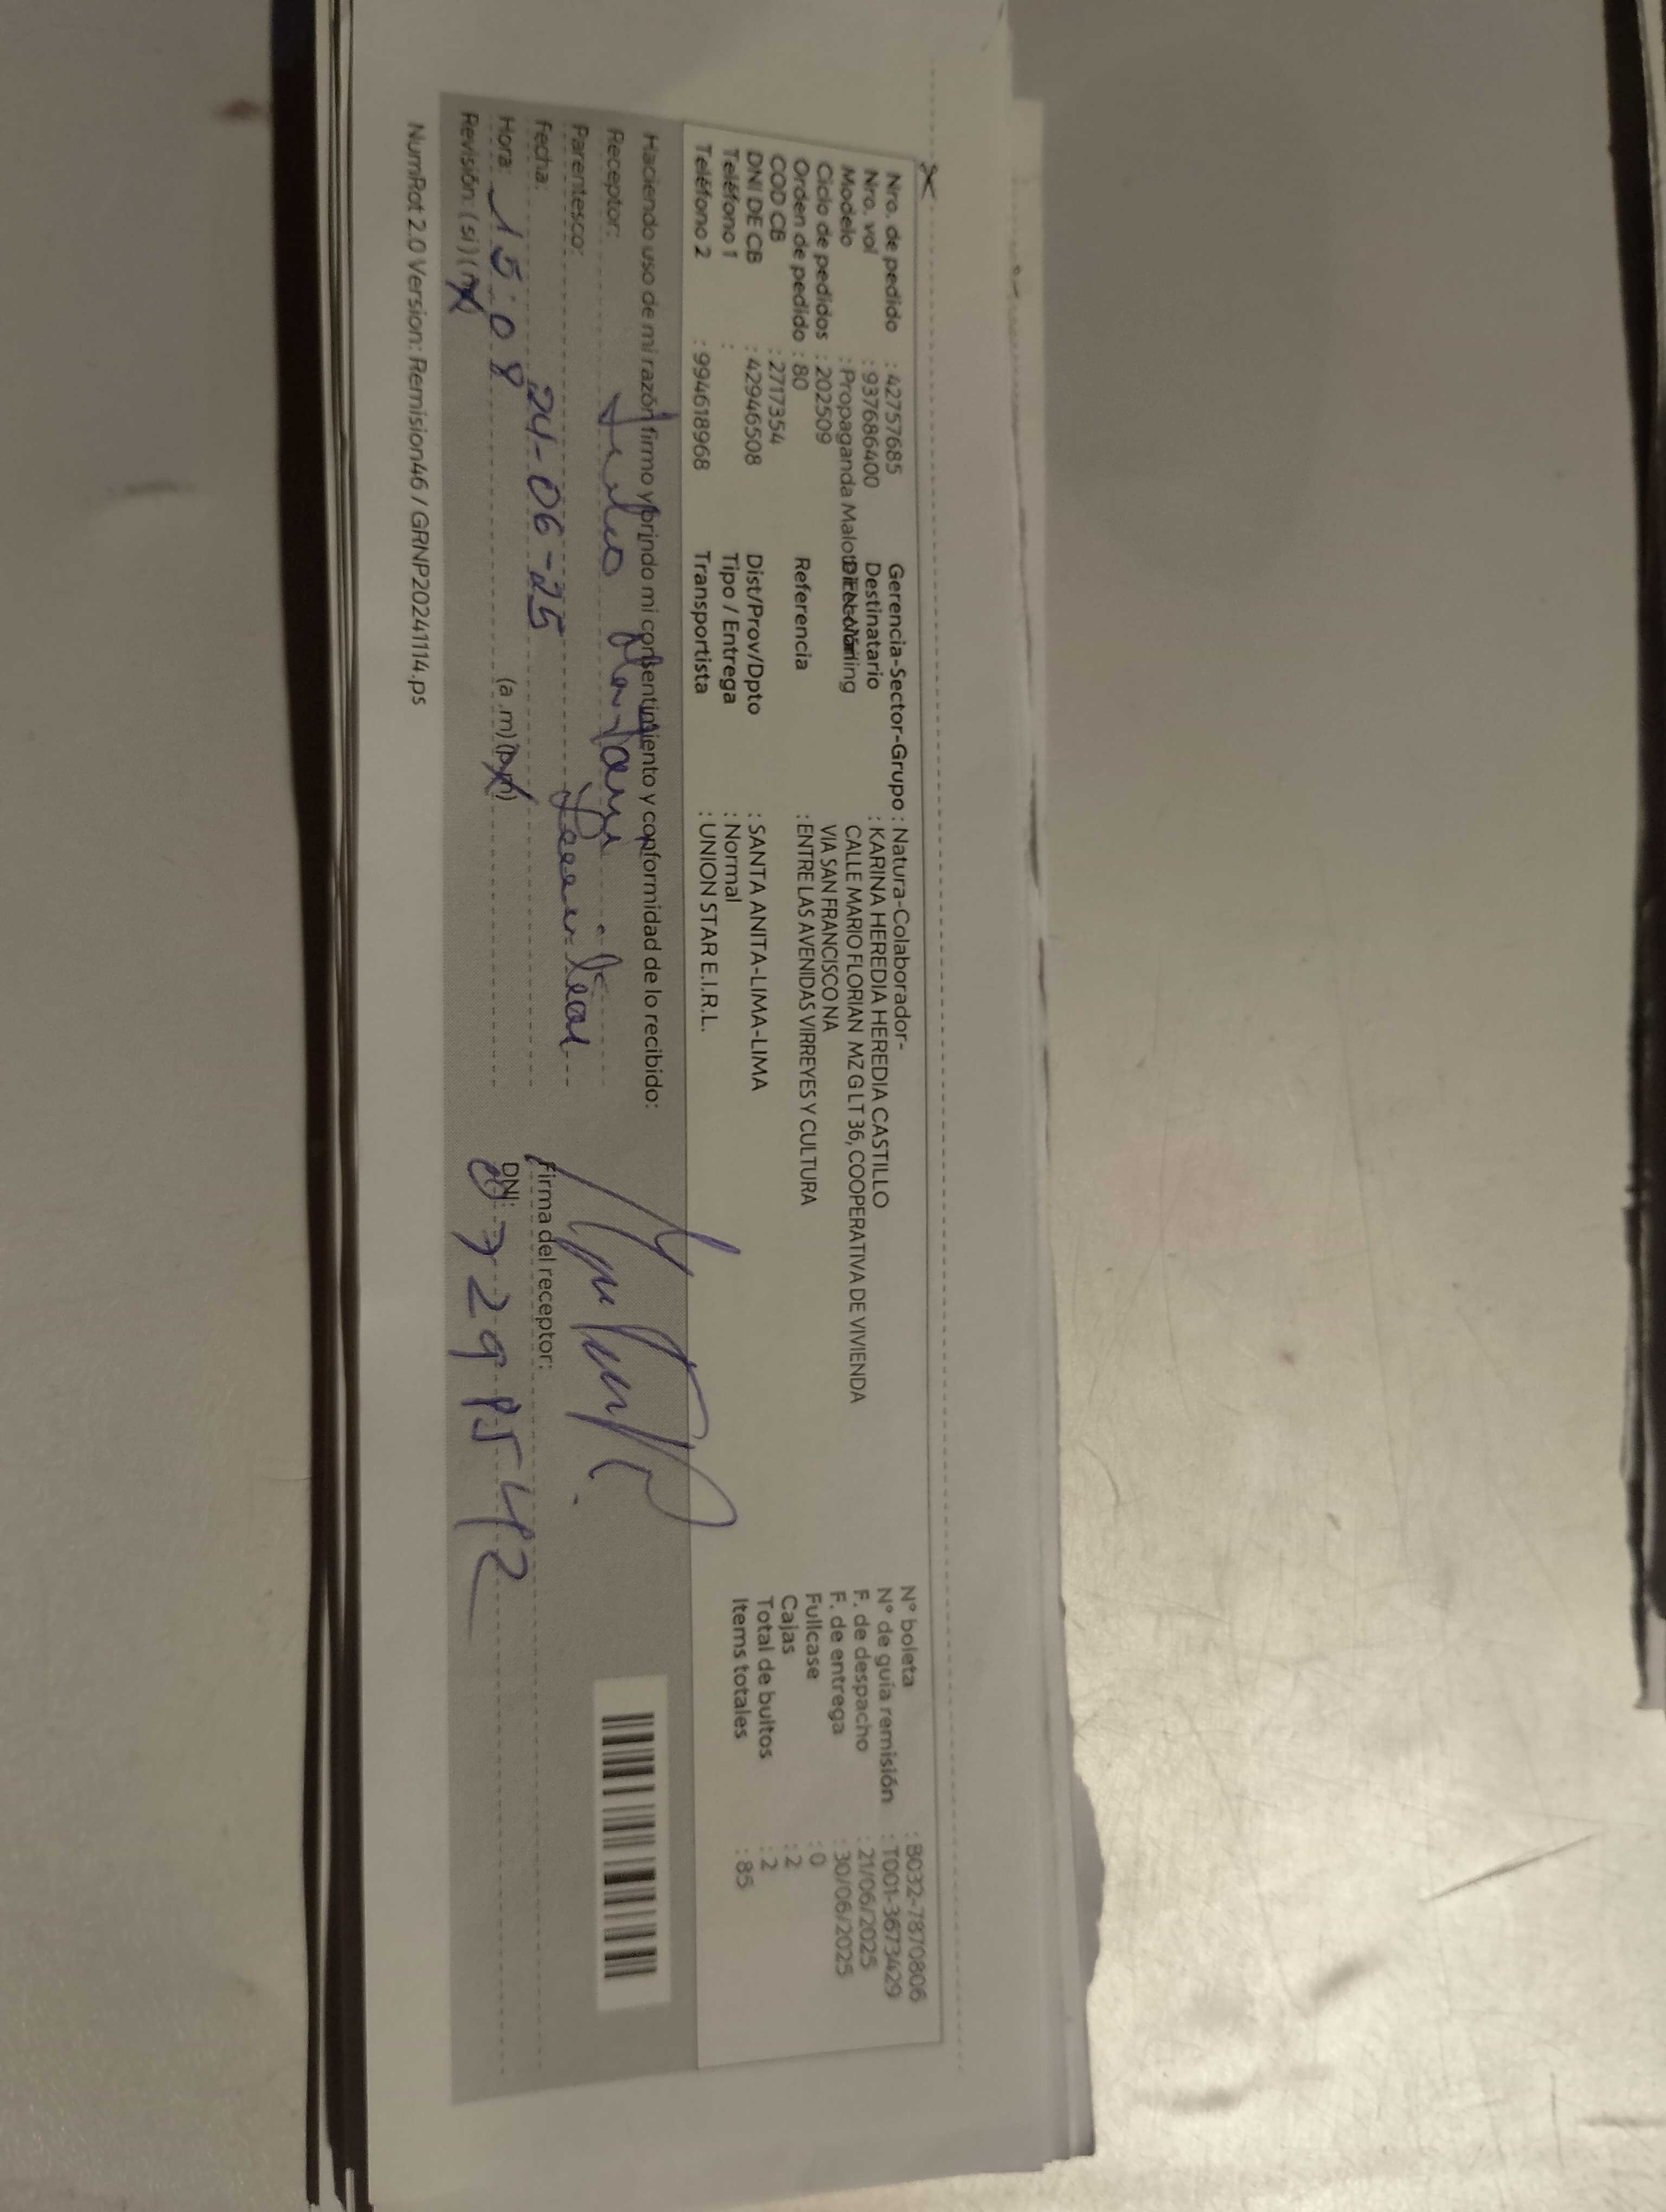 Nro. de pedido : 42757685 Gerencia-Sector-Grupo : Natura-Colaborador- N° boleta : B032-7870806
Nro. vol : 937686400 Destinatario : KARINA HEREDIA HEREDIA CASTILLO N° de guía remisión : T001-3673429
Modelo : Propaganda Malote CALLE MARIO FLORIAN MZ G LT 36, COOPERATIVA DE VIVIENDA F. de despacho : 21/06/2025
Ciclo de pedidos : 202509 VIA SAN FRANCISCO NA F. de entrega : 30/06/2025
Orden de pedido : 80 Referencia : ENTRE LAS AVENIDAS VIRREYES Y CULTURA Fullcase : 0
COD CB : 2717354 Cajas : 2
DNI DE CB : 42946508 Dist/Prov/Dpto : SANTA ANITA-LIMA-LIMA Total de bultos : 2
Teléfono 1 : Tipo / Entrega : Normal Items totales : 85
Teléfono 2 : 994618968 Transportista : UNION STAR E.I.R.L.
Haciendo uso de mi razón firmo y brindo mi consentimiento y conformidad de lo recibido:
Receptor:
Parentesco:
Fecha: 24-06-25 Firma del receptor:
Hora: 15:08 (a.m) (p.m) DNI:
Revisión: (si) (no)
NumRot 2.0 Version: Remision46 / GRNP20241114.ps